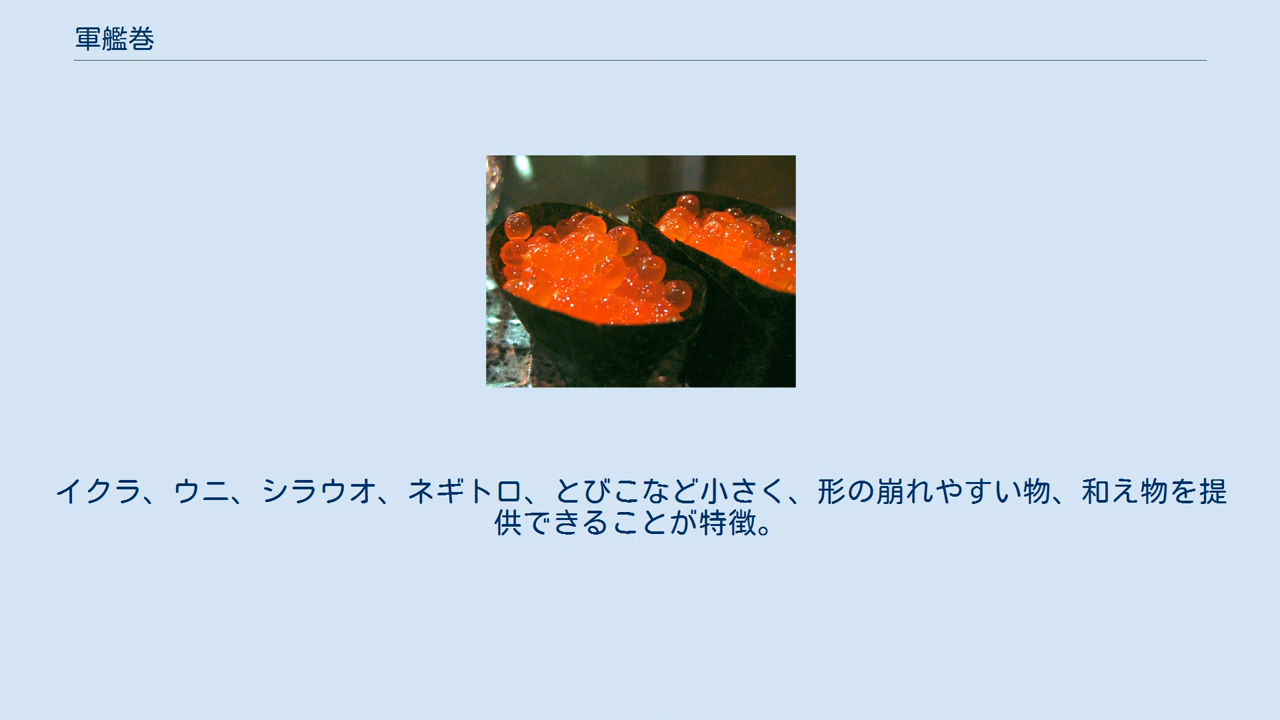 軍艦巻
イクラ、ウニ、シラウオ、ネギトロ、とびこなど小さく、形の崩れやすい物、和え物を提
供できることが特徴。